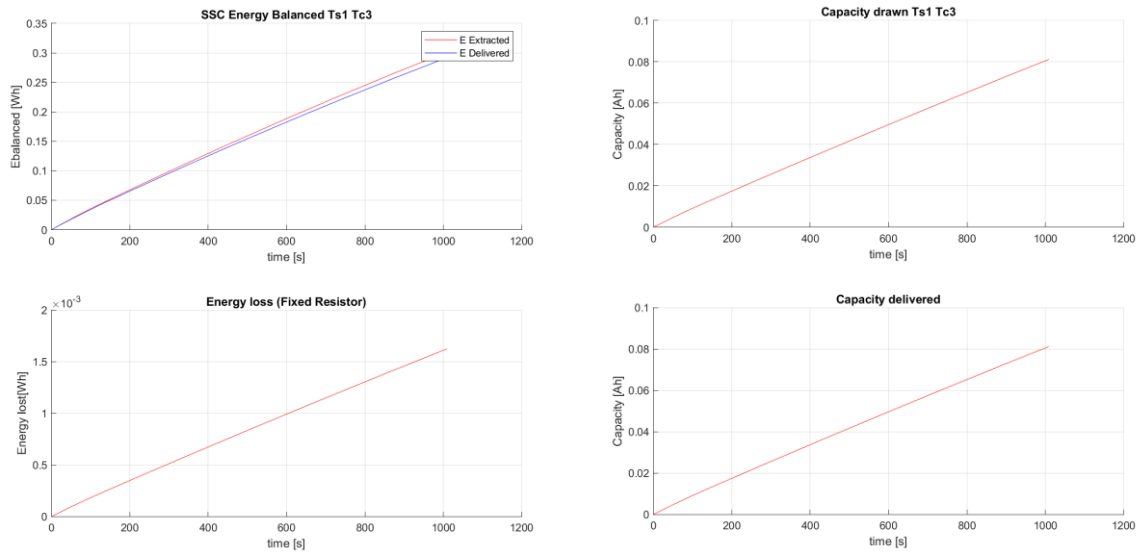 SSC Energy Balanced Ts1 Tc3
0.35
0.3
0.25
0.2
0.15
0.1
0.05
0
Ebalanced [Wh]
E Extracted
E Delivered
0 200 400 600 800 1000 1200
time [s]
Capacity drawn Ts1 Tc3
0.1
0.08
0.06
0.04
0.02
0
Capacity [Ah]
0 200 400 600 800 1000 1200
time [s]
Energy loss (Fixed Resistor)
×10⁻³
2
1.5
1
0.5
0
Energy lost[Wh]
0 200 400 600 800 1000 1200
time [s]
Capacity delivered
0.1
0.08
0.06
0.04
0.02
0
Capacity [Ah]
0 200 400 600 800 1000 1200
time [s]